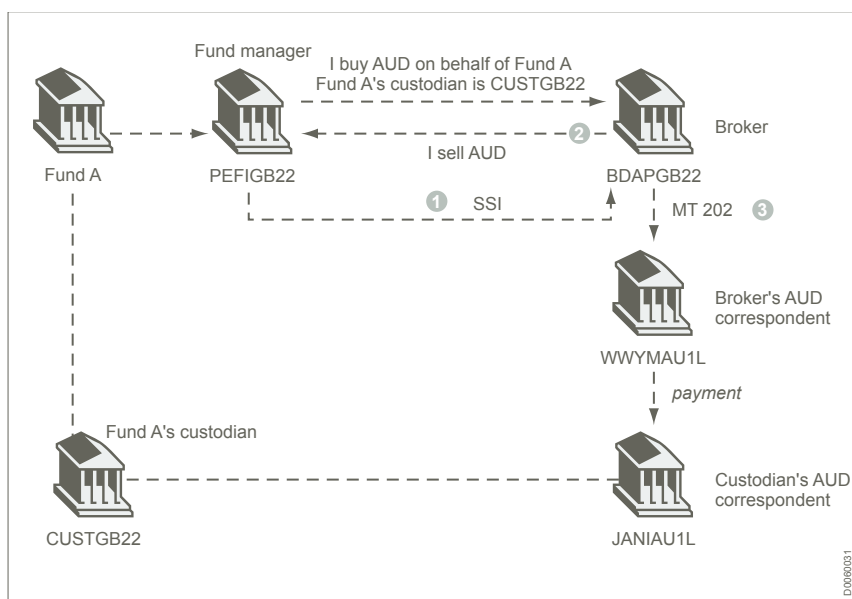 Fund manager
I buy AUD on behalf of Fund A
Fund A's custodian is CUSTGB22
2
Broker
I sell AUD
Fund A
PEFIGB22
BDAPGB22
1
SSI
MT 202
3
Broker's AUD
correspondent
WWYMAU1L
payment
Fund A's custodian
Custodian's AUD
correspondent
CUSTGB22
JANIAU1L
D0060031